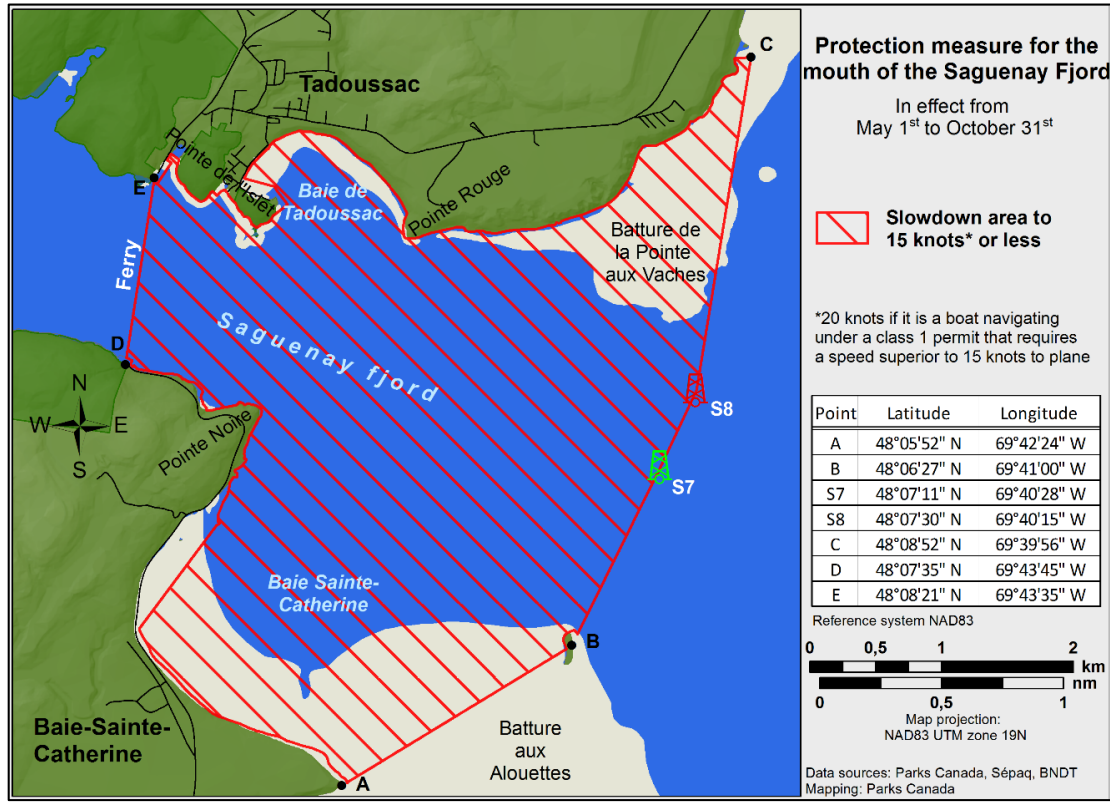 C
Tadoussac
E
Pointe de l'Islet
Baie de
Tadoussac
Pointe Rouge
Batture de
la Pointe
aux Vaches
Ferry
Saguenay fjord
D
N
W E
S
Pointe Noire
S8
S7
Baie Sainte-
Catherine
B
Baie-Sainte-
Catherine
Batture
aux
Alouettes
A
Protection measure for the
mouth of the Saguenay Fjord
In effect from
May 1st to October 31st
Slowdown area to
15 knots* or less
*20 knots if it is a boat navigating
under a class 1 permit that requires
a speed superior to 15 knots to plane
Point Latitude Longitude
A 48°05'52" N 69°42'24" W
B 48°06'27" N 69°41'00" W
S7 48°07'11" N 69°40'28" W
S8 48°07'30" N 69°40'15" W
C 48°08'52" N 69°39'56" W
D 48°07'35" N 69°43'45" W
E 48°08'21" N 69°43'35" W
Reference system NAD83
0 0,5 1 2
km
nm
0 0,5 1
Map projection:
NAD83 UTM zone 19N
Data sources: Parks Canada, Sépaq, BNDT
Mapping: Parks Canada